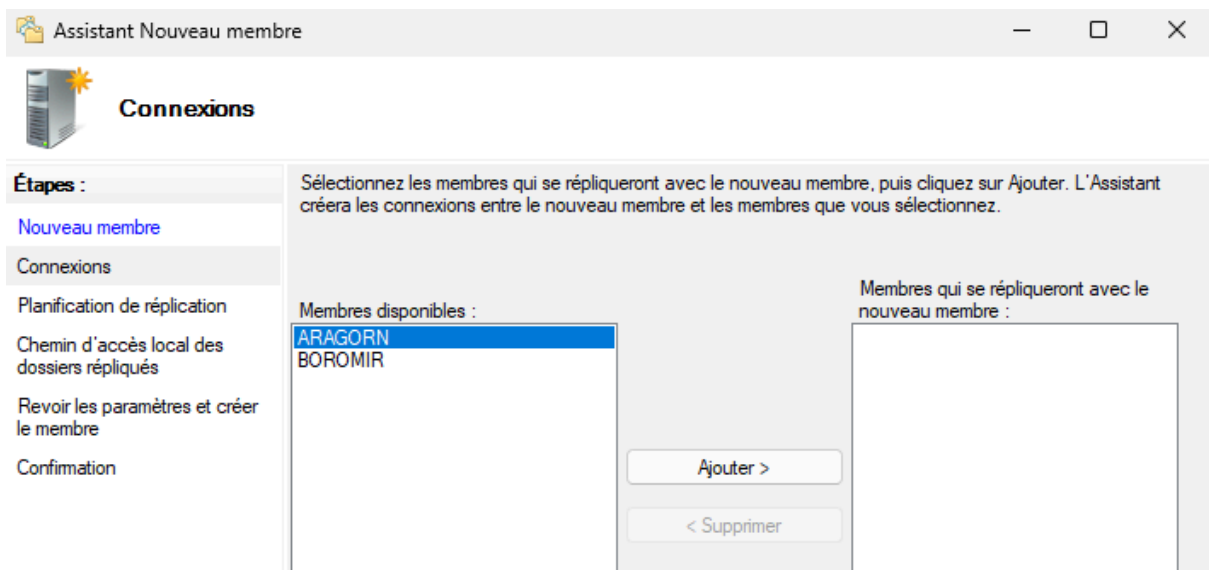 Assistant Nouveau membre
Connexions
Étapes :
Nouveau membre
Connexions
Planification de réplication
Chemin d'accès local des
dossiers répliqués
Revoir les paramètres et créer
le membre
Confirmation
Sélectionnez les membres qui se répliqueront avec le nouveau membre, puis cliquez sur Ajouter. L'Assistant
créera les connexions entre le nouveau membre et les membres que vous sélectionnez.
Membres disponibles :
ARAGORN
BOROMIR
Ajouter >
< Supprimer
Membres qui se répliqueront avec le
nouveau membre :